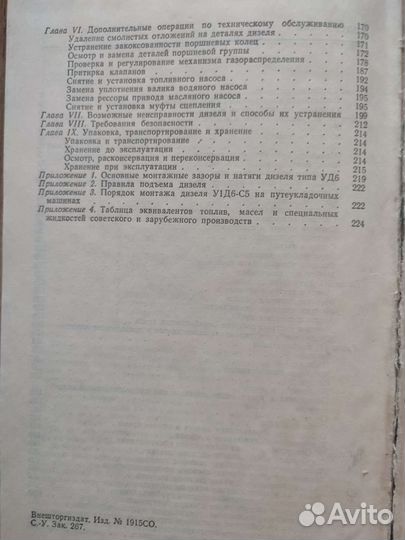 Глава VI. Дополнительные операции по техническому обслуживанию 170
Удаление смолистых отложений на деталях дизеля . . . 170
Устранение закоксованности поршневых колец . . . 171
Осмотр и замена деталей поршневой группы . . . 172
Проверка и регулирование механизма газораспределения . 178
Притирка клапанов . . . 187
Снятие и установка топливного насоса . . . 192
Замена уплотнения валика водяного насоса . . . 194
Замена рессоры привода масляного насоса . . . 195
Снятие и установка муфты сцепления . . . 195
Глава VII. Возможные неисправности дизеля и способы их устранения 199
Глава VIII. Требования безопасности . . . 212
Глава IX. Упаковка, транспортирование и хранение . . . 214
Упаковка и транспортирование . . . 214
Хранение до эксплуатации . . . 214
Осмотр, расконсервация и переконсервация . . . 214
Хранение при эксплуатации . . . 215
Приложение 1. Основные монтажные зазоры и натяги дизеля типа УД6 219
Приложение 2. Правила подъема дизеля . . . 222
Приложение 3. Порядок монтажа дизеля У1Д6-С5 на путеукладочных
машинах . . . 222
Приложение 4. Таблица эквивалентов топлив, масел и специальных
жидкостей советского и зарубежного производств . . . 224
Внешторгиздат. Изд. № 1915СО.
С.-У. Зак. 267.
Avito